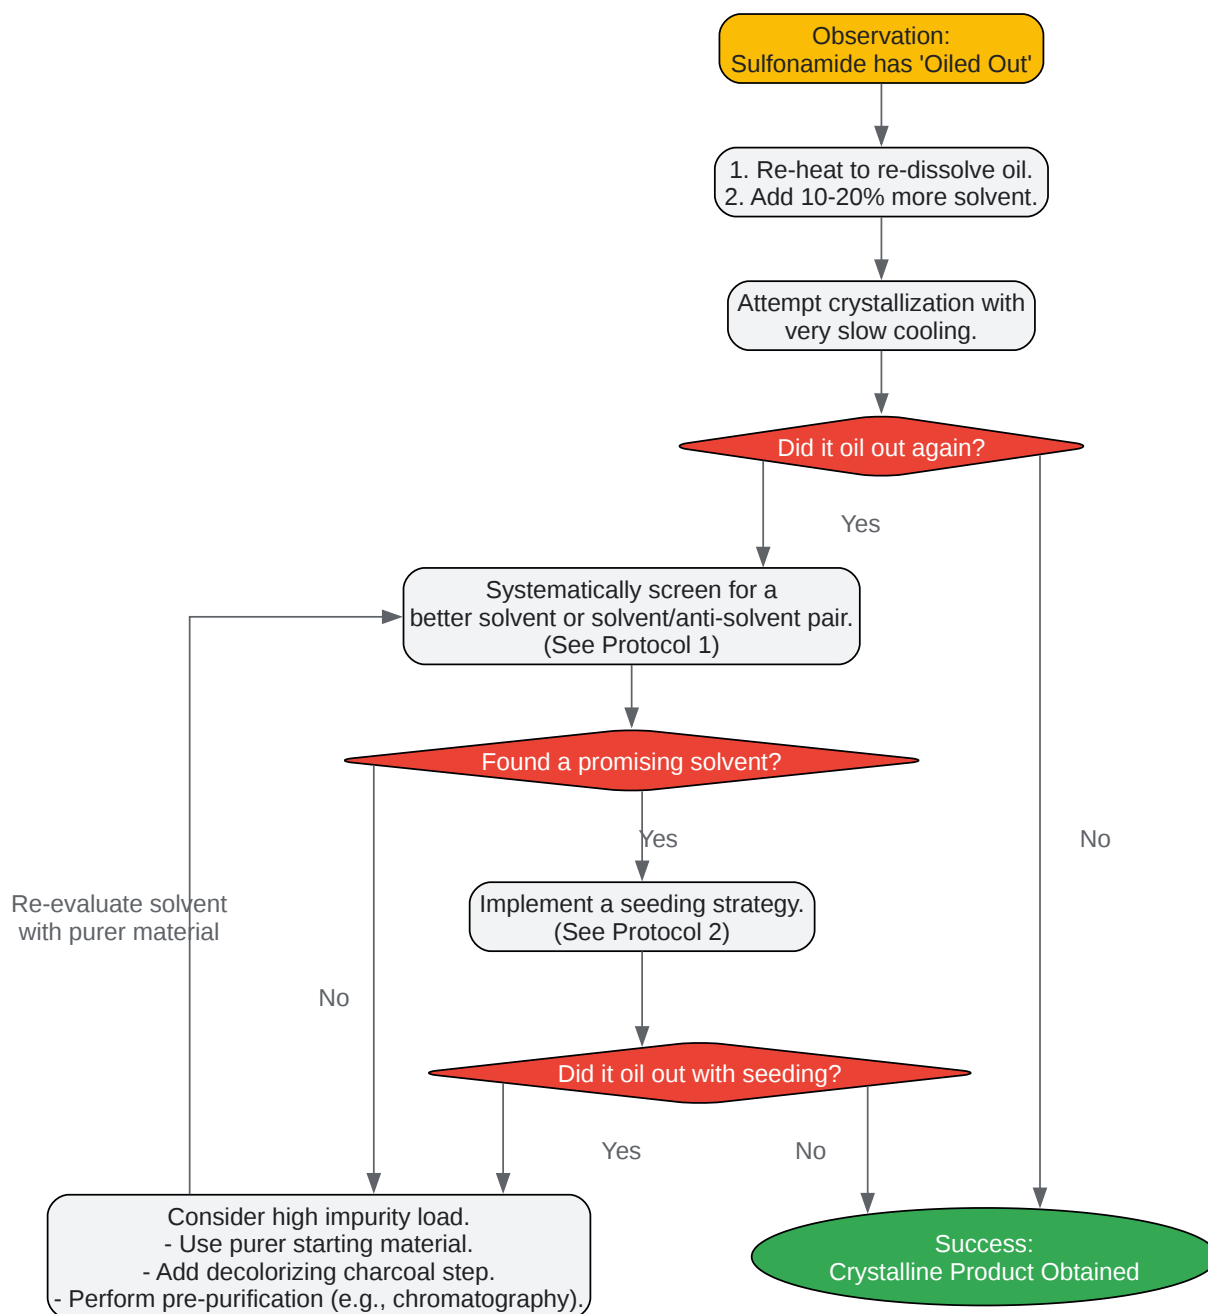 Observation:
Sulfonamide has 'Oiled Out'
1. Re-heat to re-dissolve oil.
2. Add 10-20% more solvent.
Attempt crystallization with
very slow cooling.
Did it oil out again?
Yes
Systematically screen for a
better solvent or solvent/anti-solvent pair.
(See Protocol 1)
Found a promising solvent?
Yes
No
Re-evaluate solvent
with purer material
Implement a seeding strategy.
(See Protocol 2)
No
Did it oil out with seeding?
Yes
No
Consider high impurity load.
- Use purer starting material.
- Add decolorizing charcoal step.
- Perform pre-purification (e.g., chromatography).
Success:
Crystalline Product Obtained